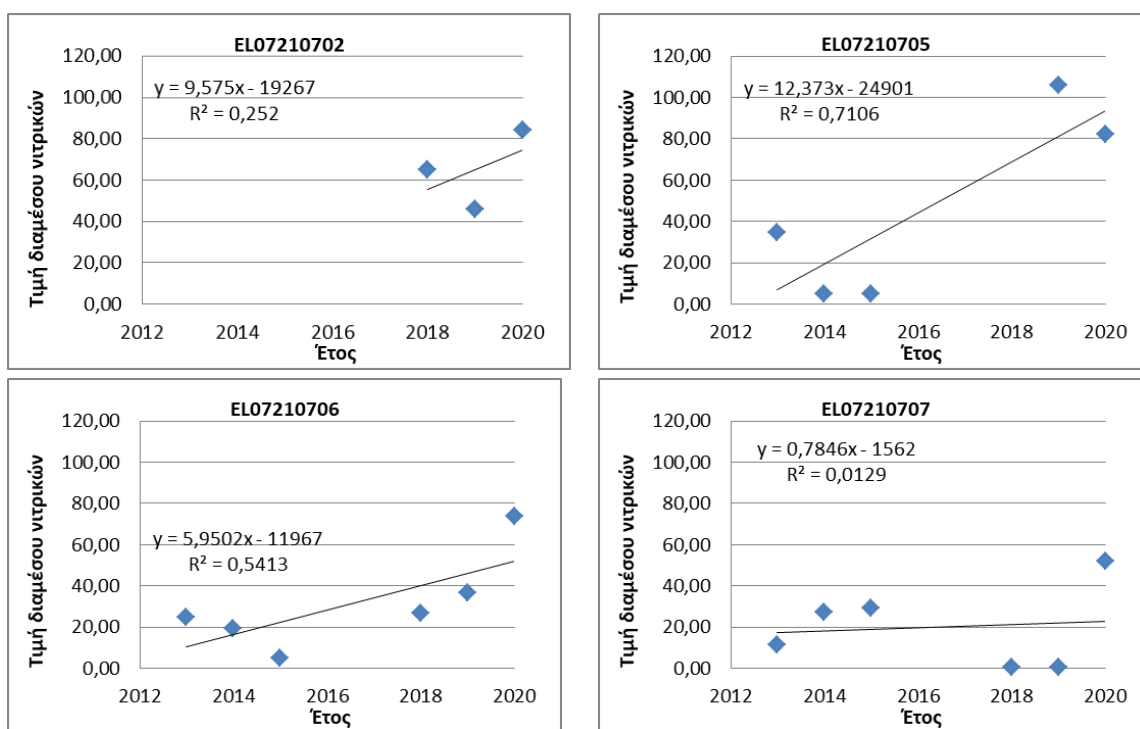 EL07210702
120,00
100,00
80,00
60,00
40,00
20,00
0,00
y = 9,575x - 19267
R² = 0,252
Τιμή διαμέσου νιτρικών
2012 2014 2016 2018 2020
Έτος
EL07210705
120,00
100,00
80,00
60,00
40,00
20,00
0,00
y = 12,373x - 24901
R² = 0,7106
Τιμή διαμέσου νιτρικών
2012 2014 2016 2018 2020
Έτος
EL07210706
120,00
100,00
80,00
60,00
40,00
20,00
0,00
y = 5,9502x - 11967
R² = 0,5413
Τιμή διαμέσου νιτρικών
2012 2014 2016 2018 2020
Έτος
EL07210707
120,00
100,00
80,00
60,00
40,00
20,00
0,00
y = 0,7846x - 1562
R² = 0,0129
Τιμή διαμέσου νιτρικών
2012 2014 2016 2018 2020
Έτος